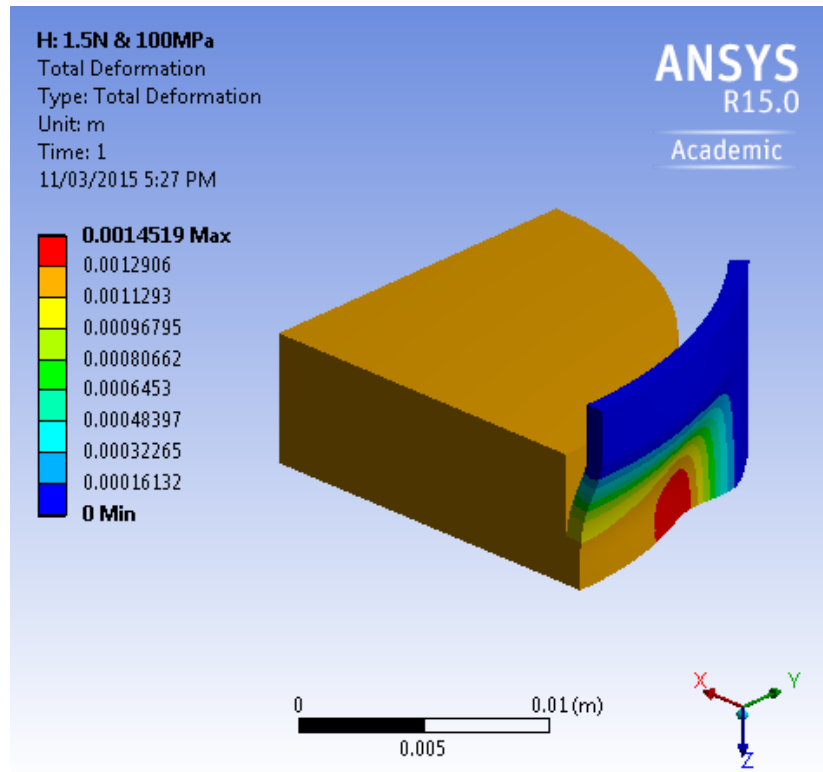 H: 1.5N & 100MPa
Total Deformation
Type: Total Deformation
Unit: m
Time: 1
11/03/2015 5:27 PM
ANSYS
R15.0
Academic
0.0014519 Max
0.0012906
0.0011293
0.00096795
0.00080662
0.0006453
0.00048397
0.00032265
0.00016132
0 Min
0
0.01(m)
0.005
X
Y
Z